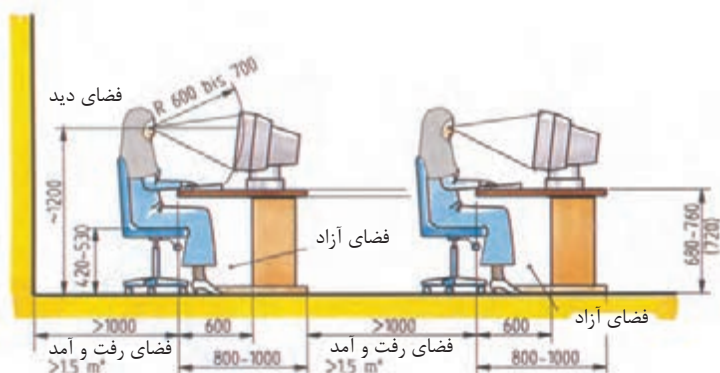 فضای دید
R 600 bis 700
~1200
420-530
فضای آزاد
680-760
(720)
فضای آزاد
>1000
600
>1000
600
فضای رفت و آمد
فضای رفت و آمد
>1.5 m²
800-1000
>1.5 m²
800-1000